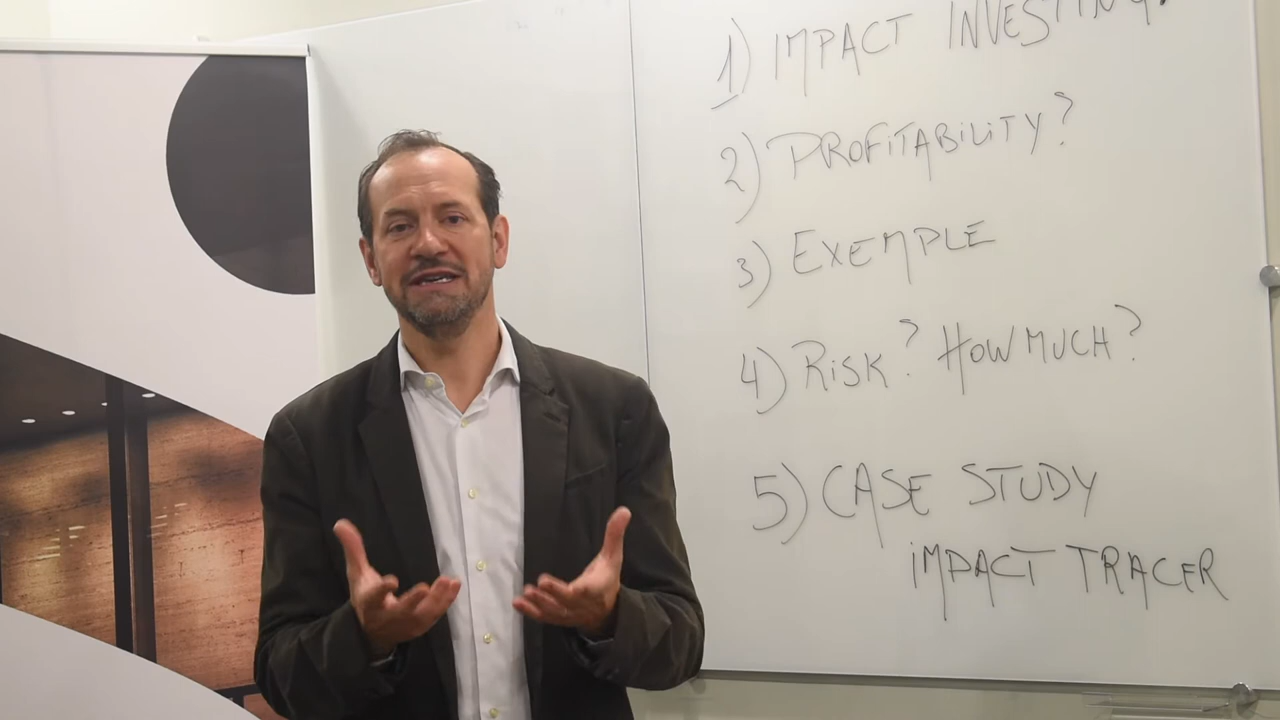 1) IMPACT INVESTING.
2) PROFITABILITY?
3) EXEMPLE
4) RISK? HOW MUCH?
5) CASE STUDY
IMPACT TRACER